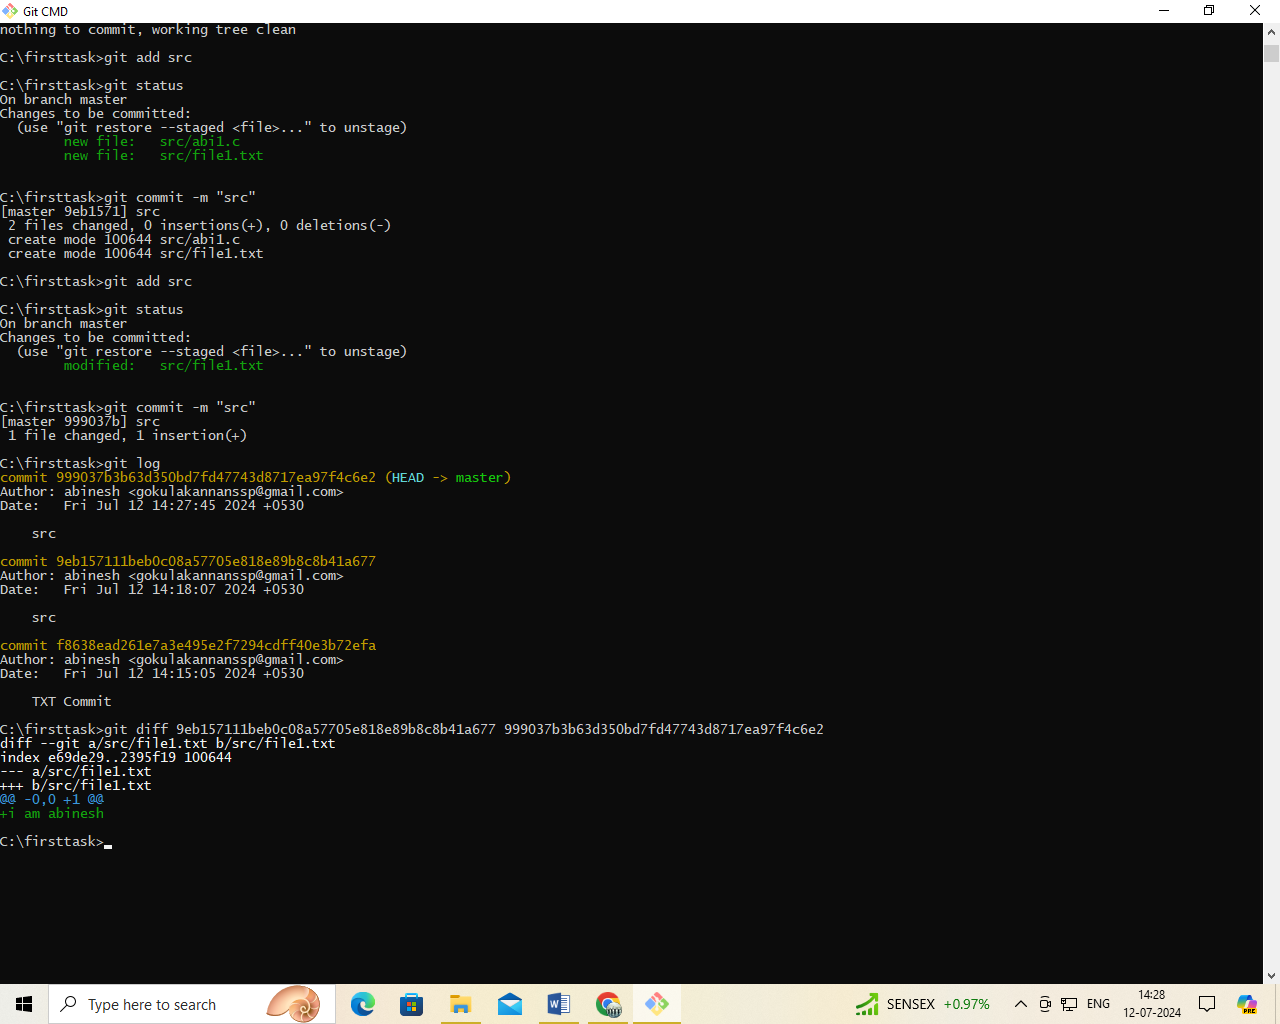 Git CMD
nothing to commit, working tree clean
C:\firsttask>git add src
C:\firsttask>git status
On branch master
Changes to be committed:
  (use "git restore --staged <file>..." to unstage)
        new file:   src/abi1.c
        new file:   src/file1.txt
C:\firsttask>git commit -m "src"
[master 9eb1571] src
 2 files changed, 0 insertions(+), 0 deletions(-)
 create mode 100644 src/abi1.c
 create mode 100644 src/file1.txt
C:\firsttask>git add src
C:\firsttask>git status
On branch master
Changes to be committed:
  (use "git restore --staged <file>..." to unstage)
        modified:   src/file1.txt
C:\firsttask>git commit -m "src"
[master 999037b] src
 1 file changed, 1 insertion(+)
C:\firsttask>git log
commit 999037b3b63d350bd7fd47743d8717ea97f4c6e2 (HEAD -> master)
Author: abinesh <gokulakannanssp@gmail.com>
Date:   Fri Jul 12 14:27:45 2024 +0530
    src
commit 9eb157111beb0c08a57705e818e89b8c8b41a677
Author: abinesh <gokulakannanssp@gmail.com>
Date:   Fri Jul 12 14:18:07 2024 +0530
    src
commit f8638ead261e7a3e495e2f7294cdff40e3b72efa
Author: abinesh <gokulakannanssp@gmail.com>
Date:   Fri Jul 12 14:15:05 2024 +0530
    TXT Commit
C:\firsttask>git diff 9eb157111beb0c08a57705e818e89b8c8b41a677 999037b3b63d350bd7fd47743d8717ea97f4c6e2
diff --git a/src/file1.txt b/src/file1.txt
index e69de29..2395f19 100644
--- a/src/file1.txt
+++ b/src/file1.txt
@@ -0,0 +1 @@
+i am abinesh
C:\firsttask>
Type here to search
SENSEX +0.97%
ENG
14:28
12-07-2024
PRE